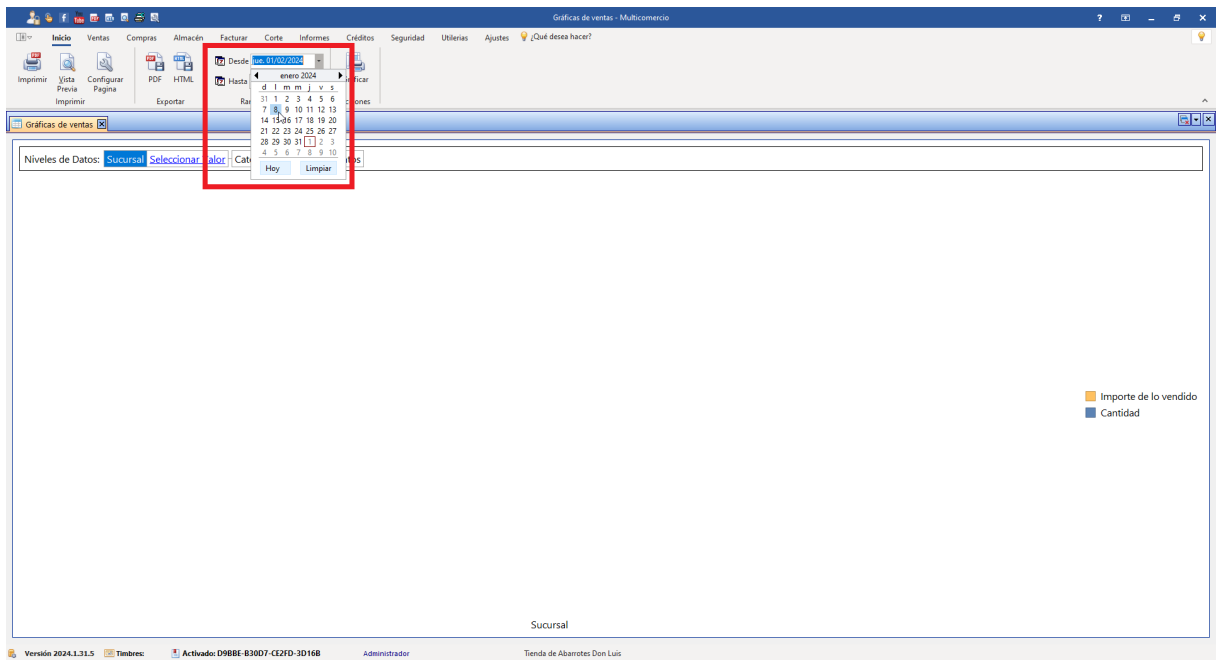 Gráficas de ventas - Multicomercio
Inicio Ventas Compras Almacén Facturar Corte Informes Créditos Seguridad Utilerias Ajustes ¿Qué desea hacer?
Imprimir Vista Previa Configurar Pagina PDF HTML
Desde jue. 01/02/2024
Hasta
Imprimir Exportar
enero 2024
d l m m j v s
31 1 2 3 4 5 6
7 8 9 10 11 12 13
14 15 16 17 18 19 20
21 22 23 24 25 26 27
28 29 30 31 1 2 3
4 5 6 7 8 9 10
Hoy Limpiar
Gráficas de ventas
Niveles de Datos: Sucursal Seleccionar Valor
Importe de lo vendido
Cantidad
Sucursal
Versión 2024.1.31.5 Timbres: Activado: D9BBE-B30D7-CE2FD-3D16B Administrador Tienda de Abarrotes Don Luis